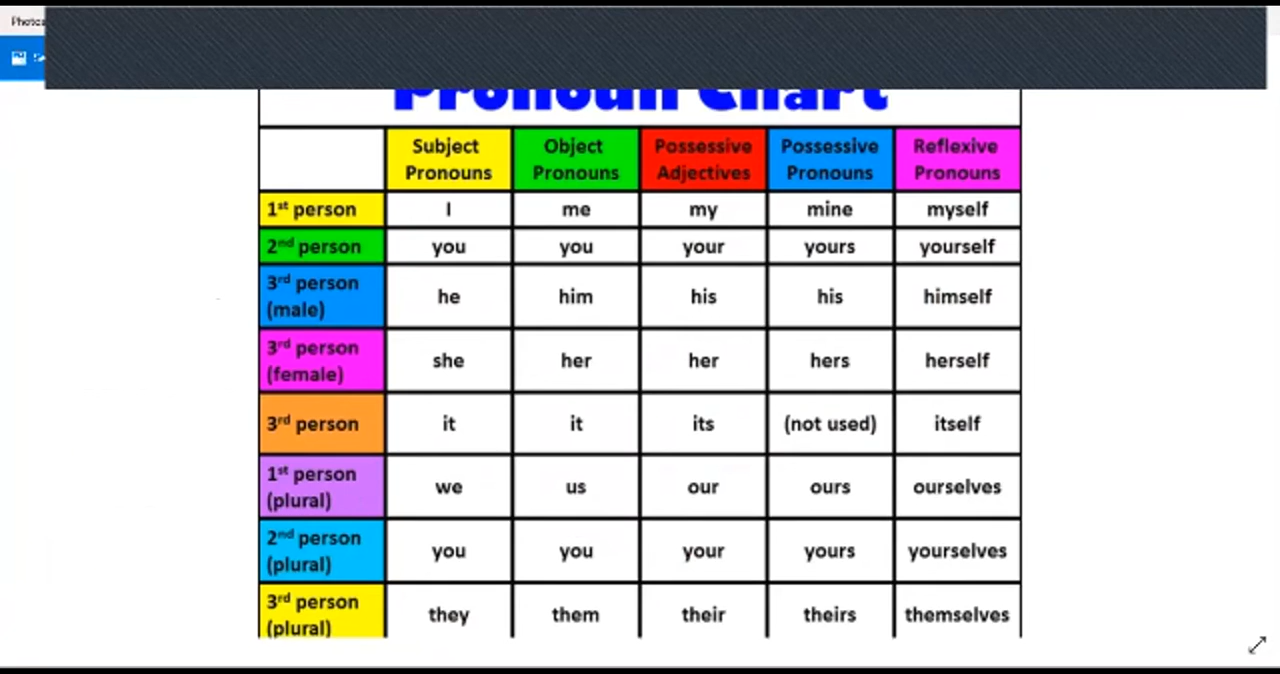 Pronoun Chart
Subject Pronouns Object Pronouns Possessive Adjectives Possessive Pronouns Reflexive Pronouns
1st person I me my mine myself
2nd person you you your yours yourself
3rd person (male) he him his his himself
3rd person (female) she her her hers herself
3rd person it it its (not used) itself
1st person (plural) we us our ours ourselves
2nd person (plural) you you your yours yourselves
3rd person (plural) they them their theirs themselves